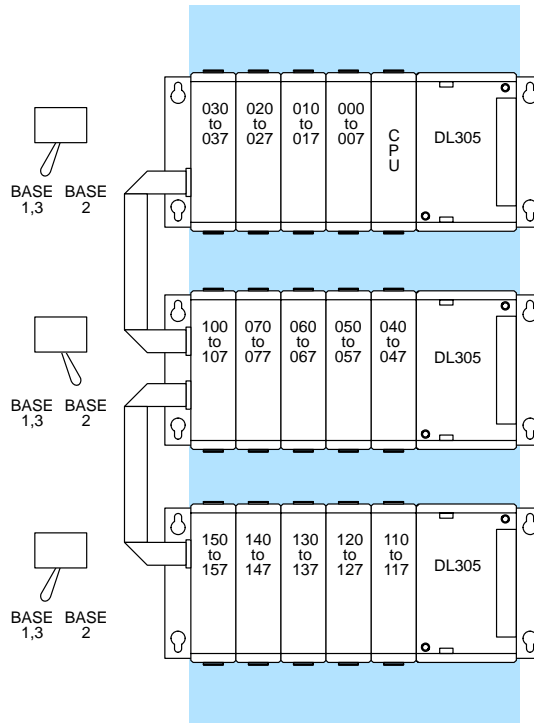 030 020 010 000
to to to to
037 027 017 007
C
P
U
DL305
BASE BASE
1,3 2
100 070 060 050 040
to to to to to
107 077 067 057 047
DL305
BASE BASE
1,3 2
150 140 130 120 110
to to to to to
157 147 137 127 117
DL305
BASE BASE
1,3 2